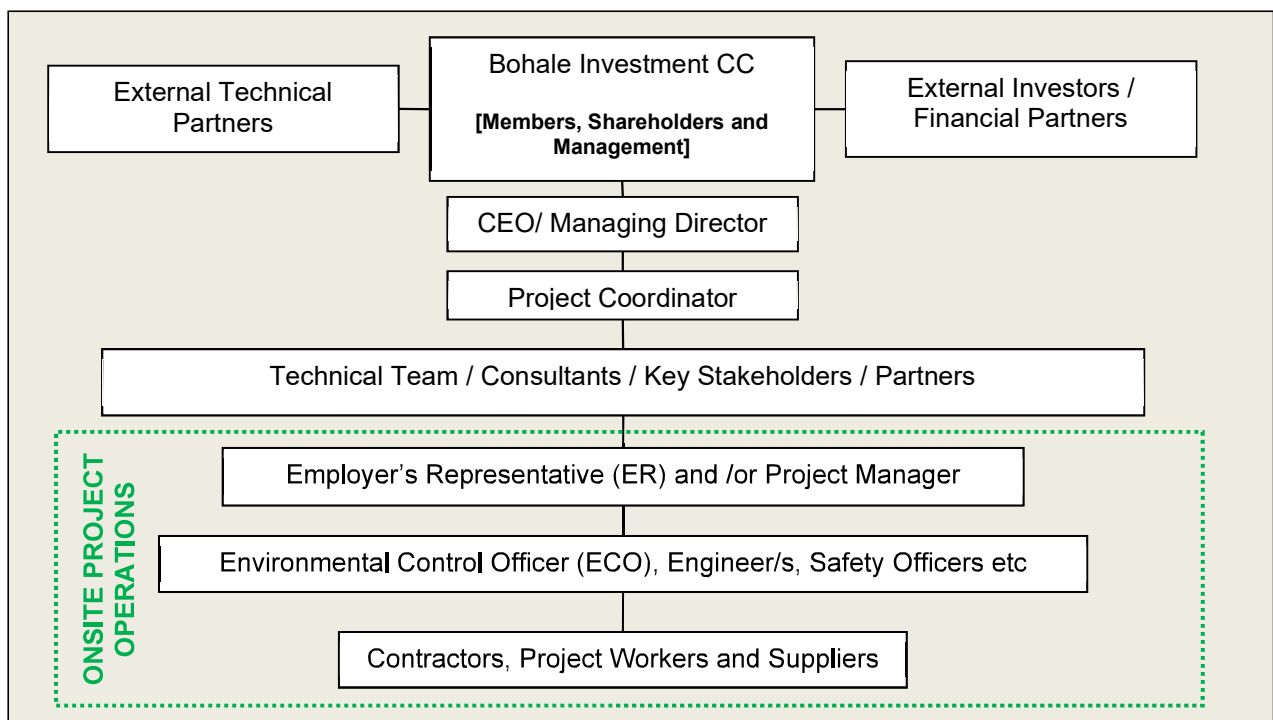 Bohale Investment CC
[Members, Shareholders and
Management]
External Technical
Partners
External Investors /
Financial Partners
CEO/ Managing Director
Project Coordinator
Technical Team / Consultants / Key Stakeholders / Partners
ONSITE PROJECT
OPERATIONS
Employer’s Representative (ER) and /or Project Manager
Environmental Control Officer (ECO), Engineer/s, Safety Officers etc
Contractors, Project Workers and Suppliers